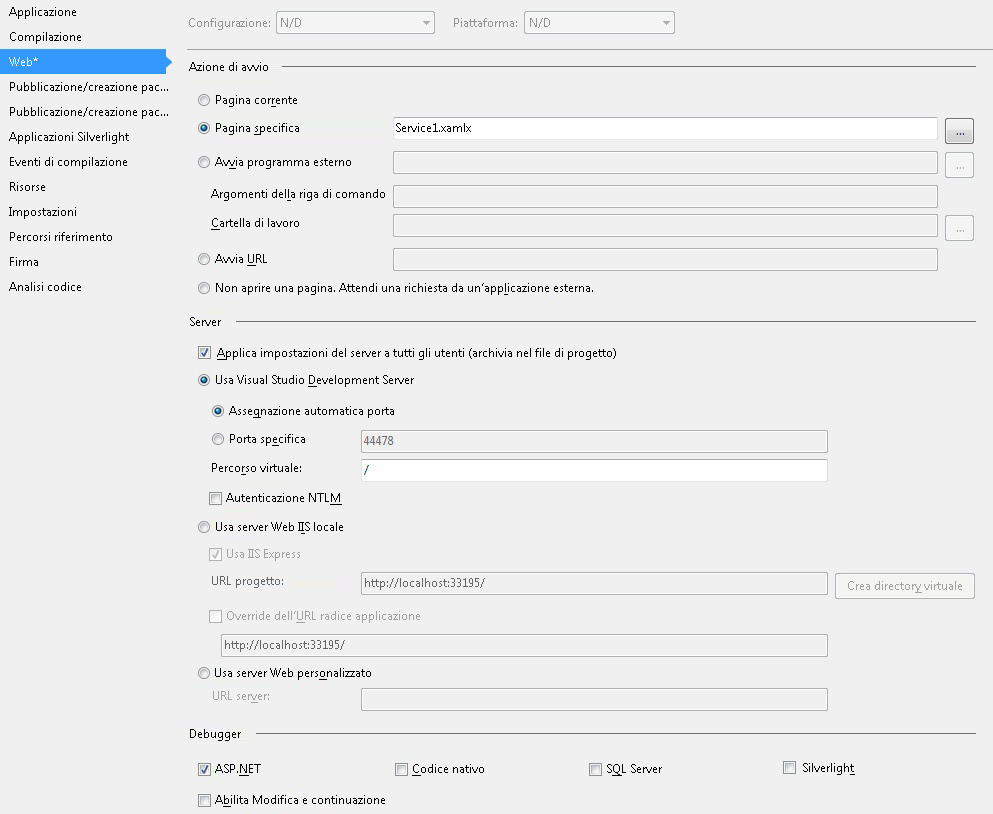 Applicazione
Compilazione
Web*
Pubblicazione/creazione pac...
Pubblicazione/creazione pac...
Applicazioni Silverlight
Eventi di compilazione
Risorse
Impostazioni
Percorsi riferimento
Firma
Analisi codice
Configurazione: N/D Piattaforma: N/D
Azione di avvio
Pagina corrente
Pagina specifica Service1.xamlx ...
Avvia programma esterno ...
Argomenti della riga di comando
Cartella di lavoro ...
Avvia URL
Non aprire una pagina. Attendi una richiesta da un'applicazione esterna.
Server
Applica impostazioni del server a tutti gli utenti (archivia nel file di progetto)
Usa Visual Studio Development Server
Assegnazione automatica porta
Porta specifica 44478
Percorso virtuale: /
Autenticazione NTLM
Usa server Web IIS locale
Usa IIS Express
URL progetto: http://localhost:33195/ Crea directory virtuale
Override dell'URL radice applicazione
http://localhost:33195/
Usa server Web personalizzato
URL server:
Debugger
ASP.NET Codice nativo SQL Server Silverlight
Abilita Modifica e continuazione